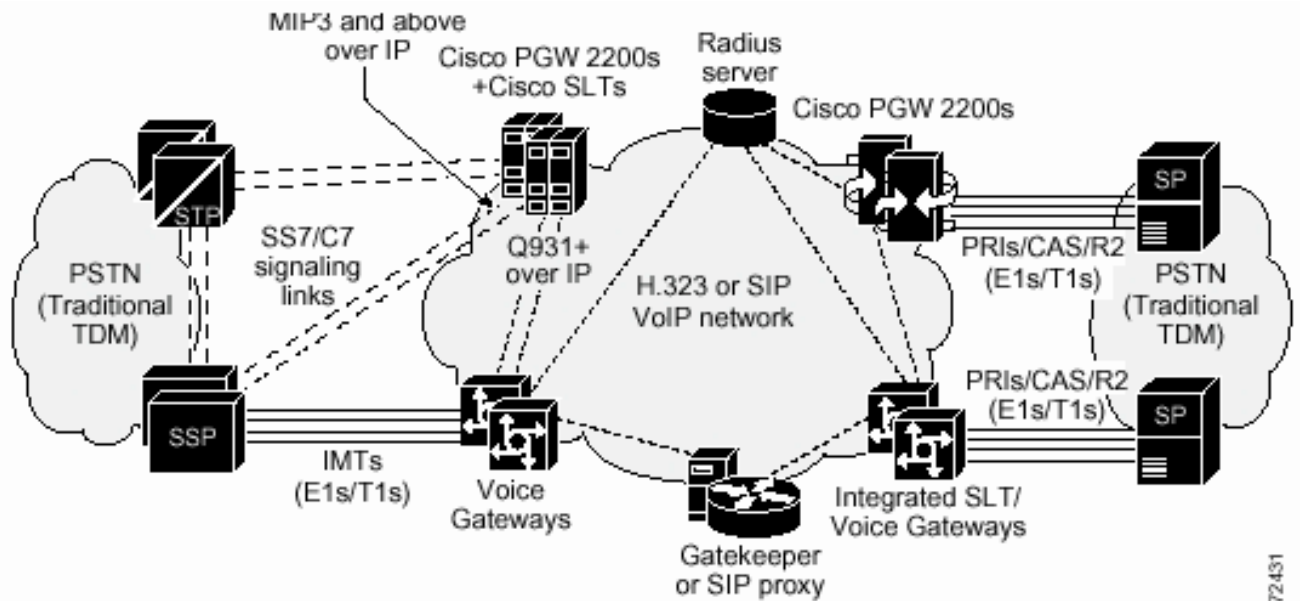 MIP3 and above
over IP
Cisco PGW 2200s
+Cisco SLTs
Radius
server
Cisco PGW 2200s
STP
SP
SS7/C7
signaling
links
Q931+
over IP
PSTN
(Traditional
TDM)
H.323 or SIP
VoIP network
PRIs/CAS/R2
(E1s/T1s)
PSTN
(Traditional
TDM)
PRIs/CAS/R2
(E1s/T1s)
SSP
SP
IMTs
(E1s/T1s)
Voice
Gateways
Integrated SLT/
Voice Gateways
Gatekeeper
or SIP proxy
72431